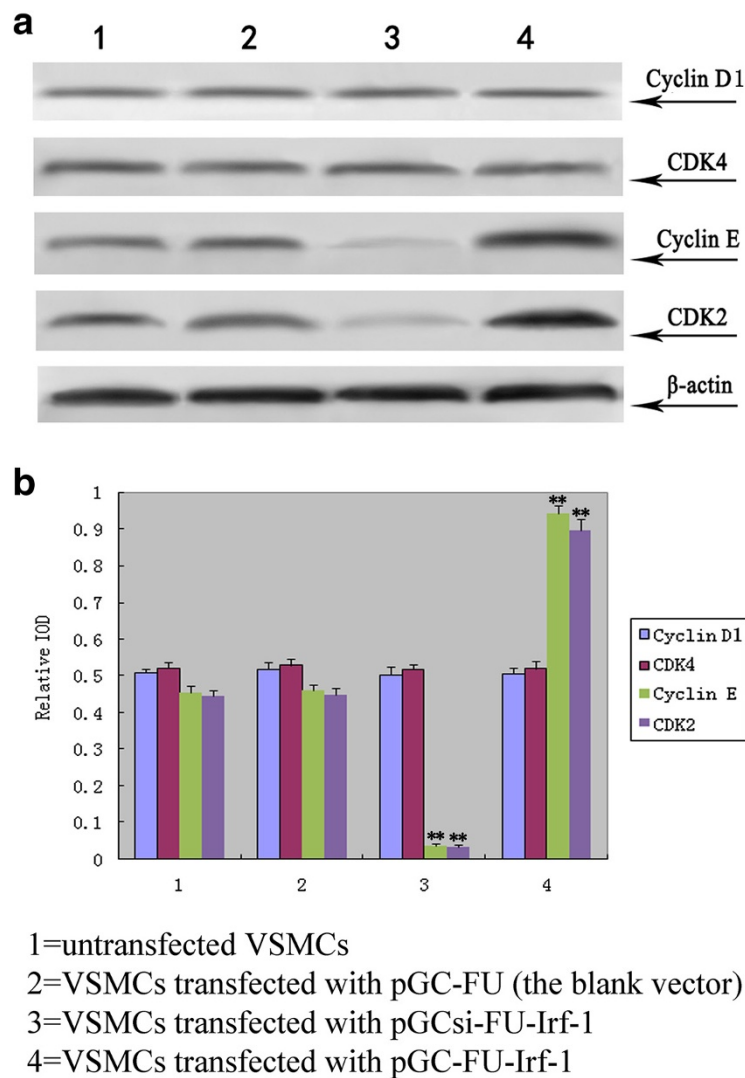 a
1 2 3 4
Cyclin D1
CDK4
Cyclin E
CDK2
β-actin
b
1
0.9
0.8
0.7
0.6
0.5
0.4
0.3
0.2
0.1
0
Relative IOD
** **
** **
1 2 3 4
Cyclin D1
CDK4
Cyclin E
CDK2
1=untransfected VSMCs
2=VSMCs transfected with pGC-FU (the blank vector)
3=VSMCs transfected with pGCsi-FU-Irf-1
4=VSMCs transfected with pGC-FU-Irf-1